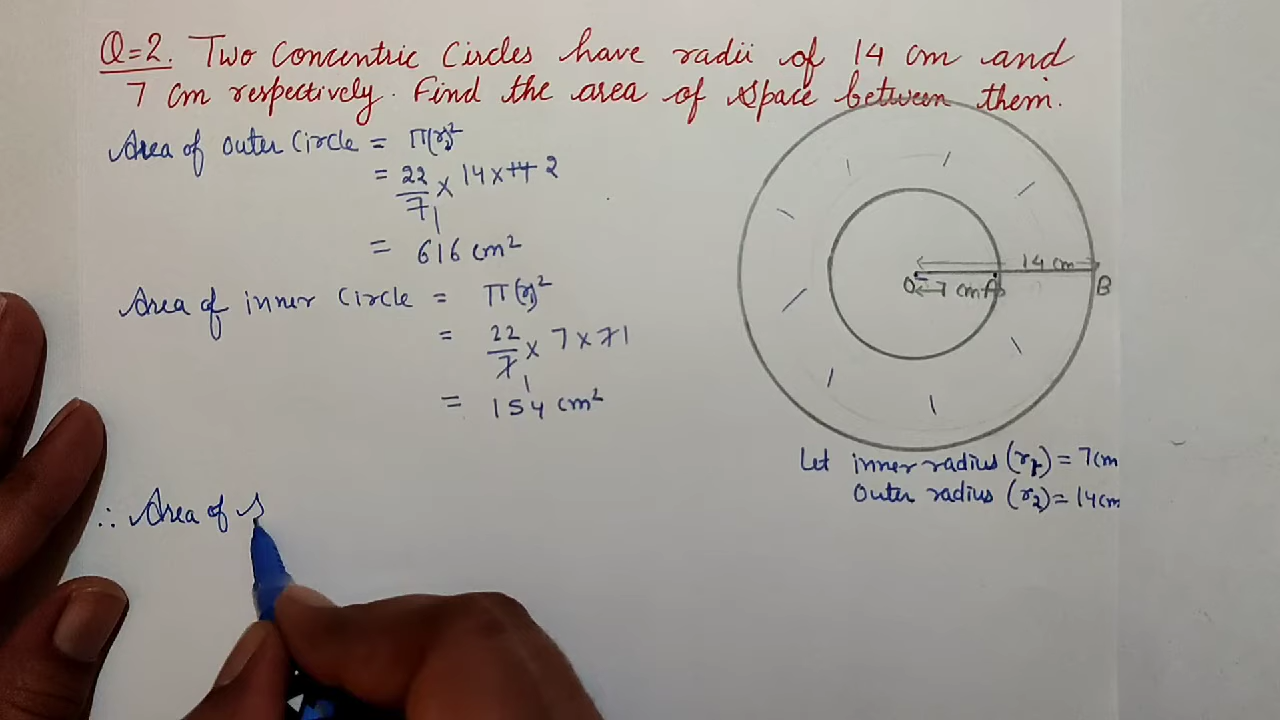 Q=2. Two Concentric Circles have radii of 14 cm and
7 cm respectively. Find the area of space between them.
Area of outer Circle = π(r₂)²
= 22/7 × 14 × 14 2
1
= 616 cm²
Area of inner Circle = π(r₁)²
= 22/7 × 7 × 7 1
1
= 154 cm²
∴ Area of s
14 cm
O 7 cm A B
Let inner radius (r₁) = 7cm
Outer radius (r₂) = 14cm